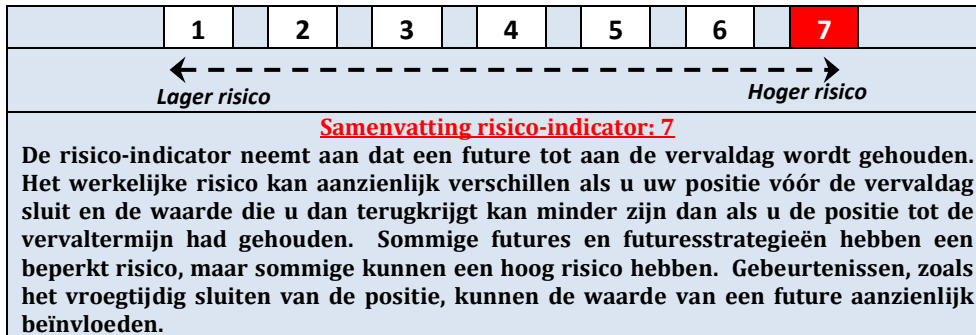 1 2 3 4 5 6 7
Lager risico Hoger risico
Samenvatting risico-indicator: 7
De risico-indicator neemt aan dat een future tot aan de vervaldag wordt gehouden.
Het werkelijke risico kan aanzienlijk verschillen als u uw positie vóór de vervaldag
sluit en de waarde die u dan terugkrijgt kan minder zijn dan als u de positie tot de
vervaltermijn had gehouden. Sommige futures en futuresstrategieën hebben een
beperkt risico, maar sommige kunnen een hoog risico hebben. Gebeurtenissen, zoals
het vroegtijdig sluiten van de positie, kunnen de waarde van een future aanzienlijk
beïnvloeden.